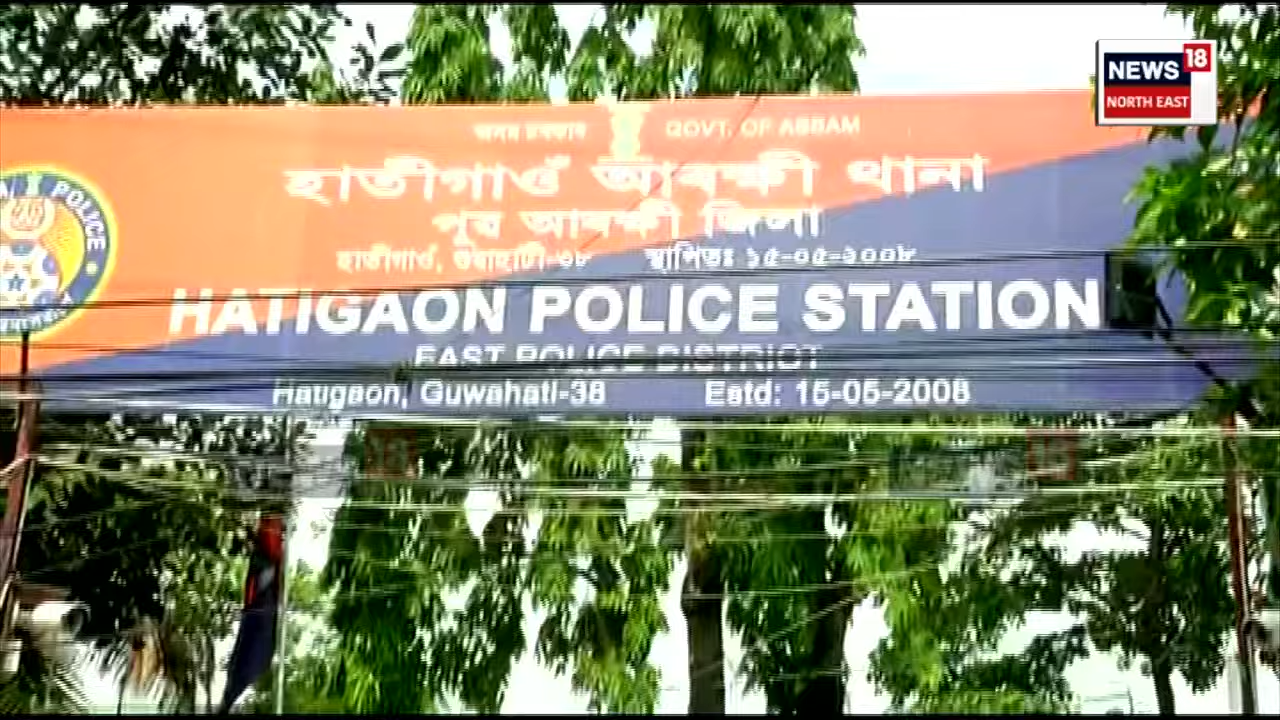 NEWS 18
NORTH EAST
অসম চৰকাৰ GOVT. OF ASSAM
হাতীগাওঁ আৰক্ষী থানা
পূব আৰক্ষী জিলা
হাতীগাওঁ, গুৱাহাটী-৩৮ স্থাপিতঃ ১৫-০৫-২০০৮
POLICE
HATIGAON POLICE STATION
EAST POLICE DISTRICT
Hatigaon, Guwahati-38 Estd: 15-05-2008